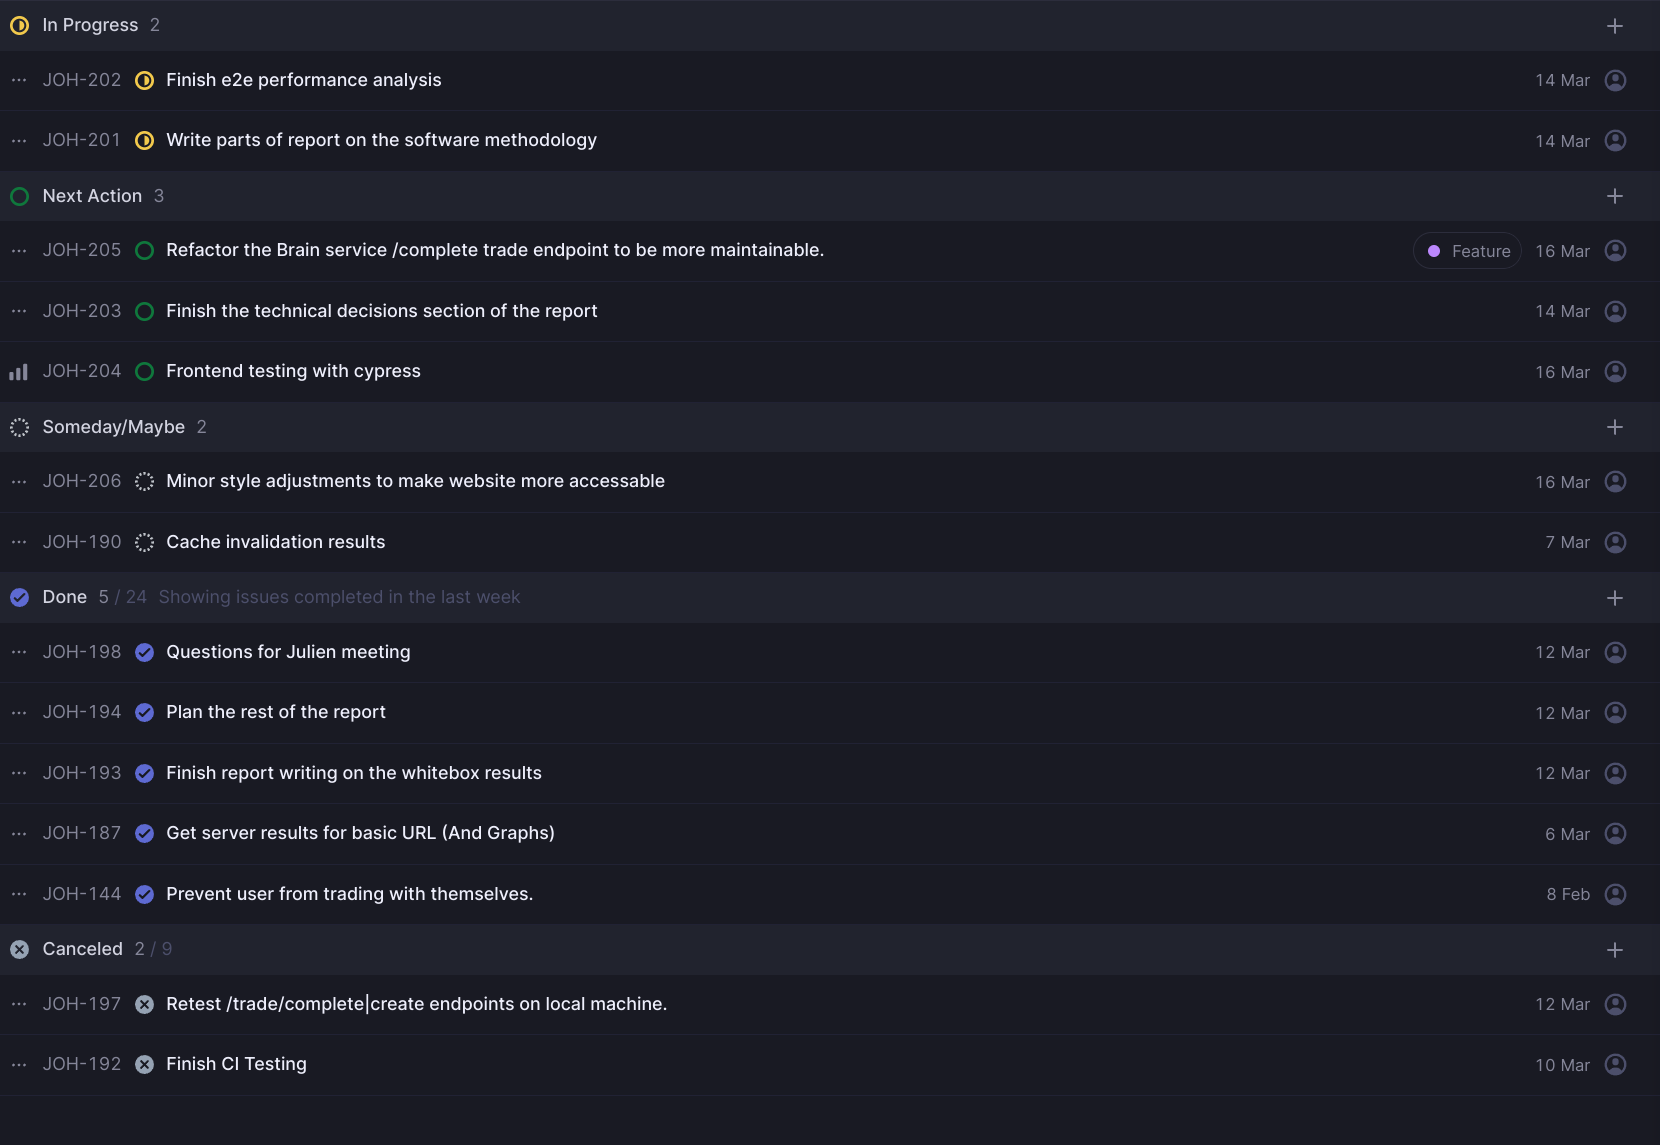 In Progress 2
JOH-202 Finish e2e performance analysis 14 Mar
JOH-201 Write parts of report on the software methodology 14 Mar
Next Action 3
JOH-205 Refactor the Brain service /complete trade endpoint to be more maintainable. Feature 16 Mar
JOH-203 Finish the technical decisions section of the report 14 Mar
JOH-204 Frontend testing with cypress 16 Mar
Someday/Maybe 2
JOH-206 Minor style adjustments to make website more accessable 16 Mar
JOH-190 Cache invalidation results 7 Mar
Done 5 / 24 Showing issues completed in the last week
JOH-198 Questions for Julien meeting 12 Mar
JOH-194 Plan the rest of the report 12 Mar
JOH-193 Finish report writing on the whitebox results 12 Mar
JOH-187 Get server results for basic URL (And Graphs) 6 Mar
JOH-144 Prevent user from trading with themselves. 8 Feb
Canceled 2 / 9
JOH-197 Retest /trade/complete|create endpoints on local machine. 12 Mar
JOH-192 Finish CI Testing 10 Mar